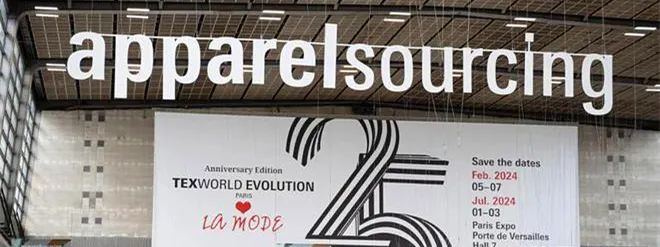 apparelsourcing
Anniversary Edition
TEXWORLD EVOLUTION
PARIS
LA MODE
25
Save the dates
Feb. 2024
05–07
Jul. 2024
01–03
Paris Expo
Porte de Versailles
Hall 7